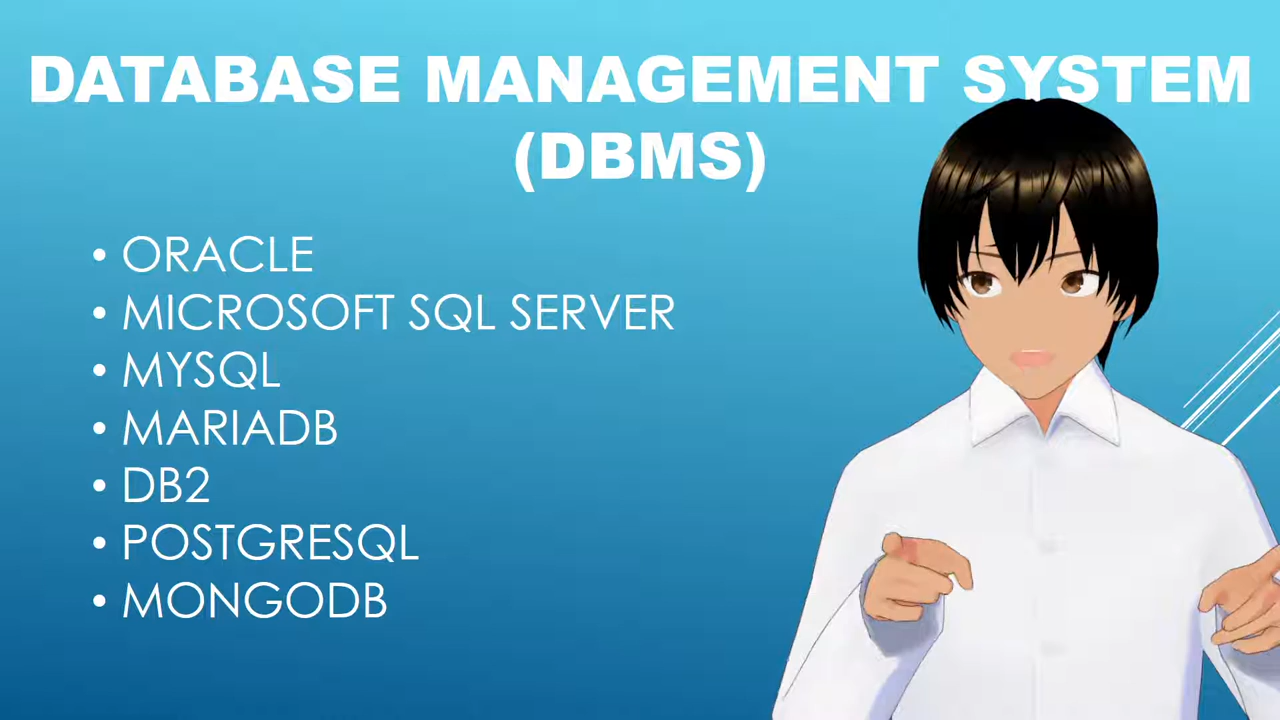 DATABASE MANAGEMENT SYSTEM
(DBMS)
• ORACLE
• MICROSOFT SQL SERVER
• MYSQL
• MARIADB
• DB2
• POSTGRESQL
• MONGODB